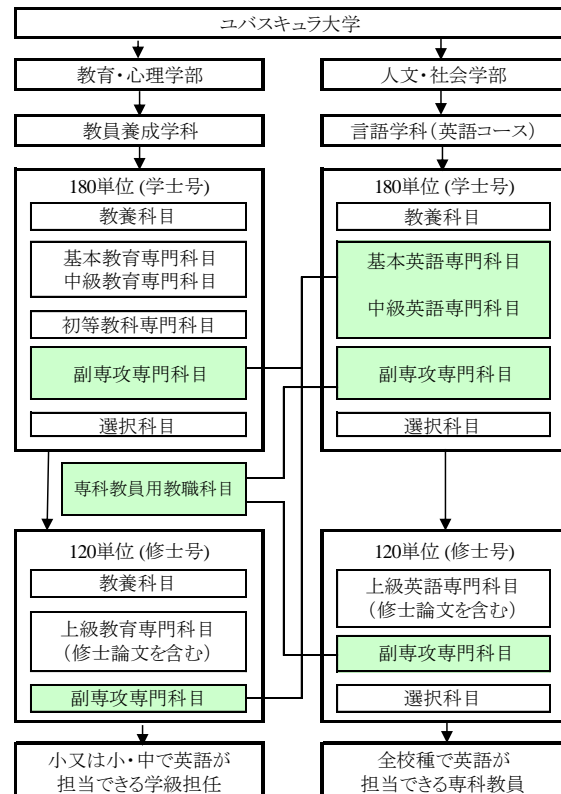 ユバスキュラ大学
教育・心理学部
教員養成学科
180単位 (学士号)
教養科目
基本教育専門科目
中級教育専門科目
初等教科専門科目
副専攻専門科目
選択科目
専科教員用教職科目
120単位 (修士号)
教養科目
上級教育専門科目
(修士論文を含む)
副専攻専門科目
小又は小・中で英語が
担当できる学級担任
人文・社会学部
言語学科(英語コース)
180単位 (学士号)
教養科目
基本英語専門科目
中級英語専門科目
副専攻専門科目
選択科目
120単位 (修士号)
上級英語専門科目
(修士論文を含む)
副専攻専門科目
選択科目
全校種で英語が
担当できる専科教員